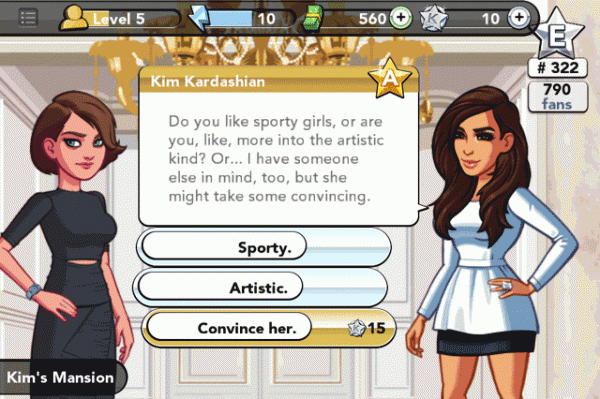 Level 5
10
560
10
E
# 322
790
fans
Kim Kardashian
A
Do you like sporty girls, or are
you, like, more into the artistic
kind? Or... I have someone
else in mind, too, but she
might take some convincing.
Sporty.
Artistic.
Convince her.
15
Kim's Mansion